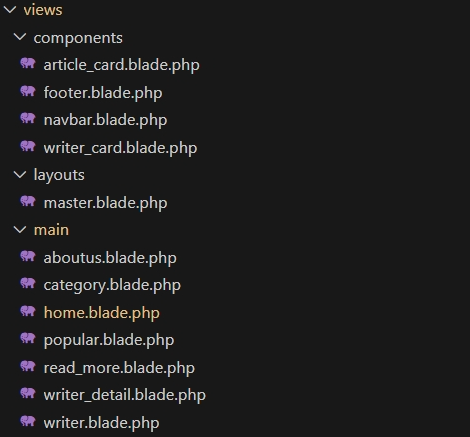 views
components
article_card.blade.php
footer.blade.php
navbar.blade.php
writer_card.blade.php
layouts
master.blade.php
main
aboutus.blade.php
category.blade.php
home.blade.php
popular.blade.php
read_more.blade.php
writer_detail.blade.php
writer.blade.php